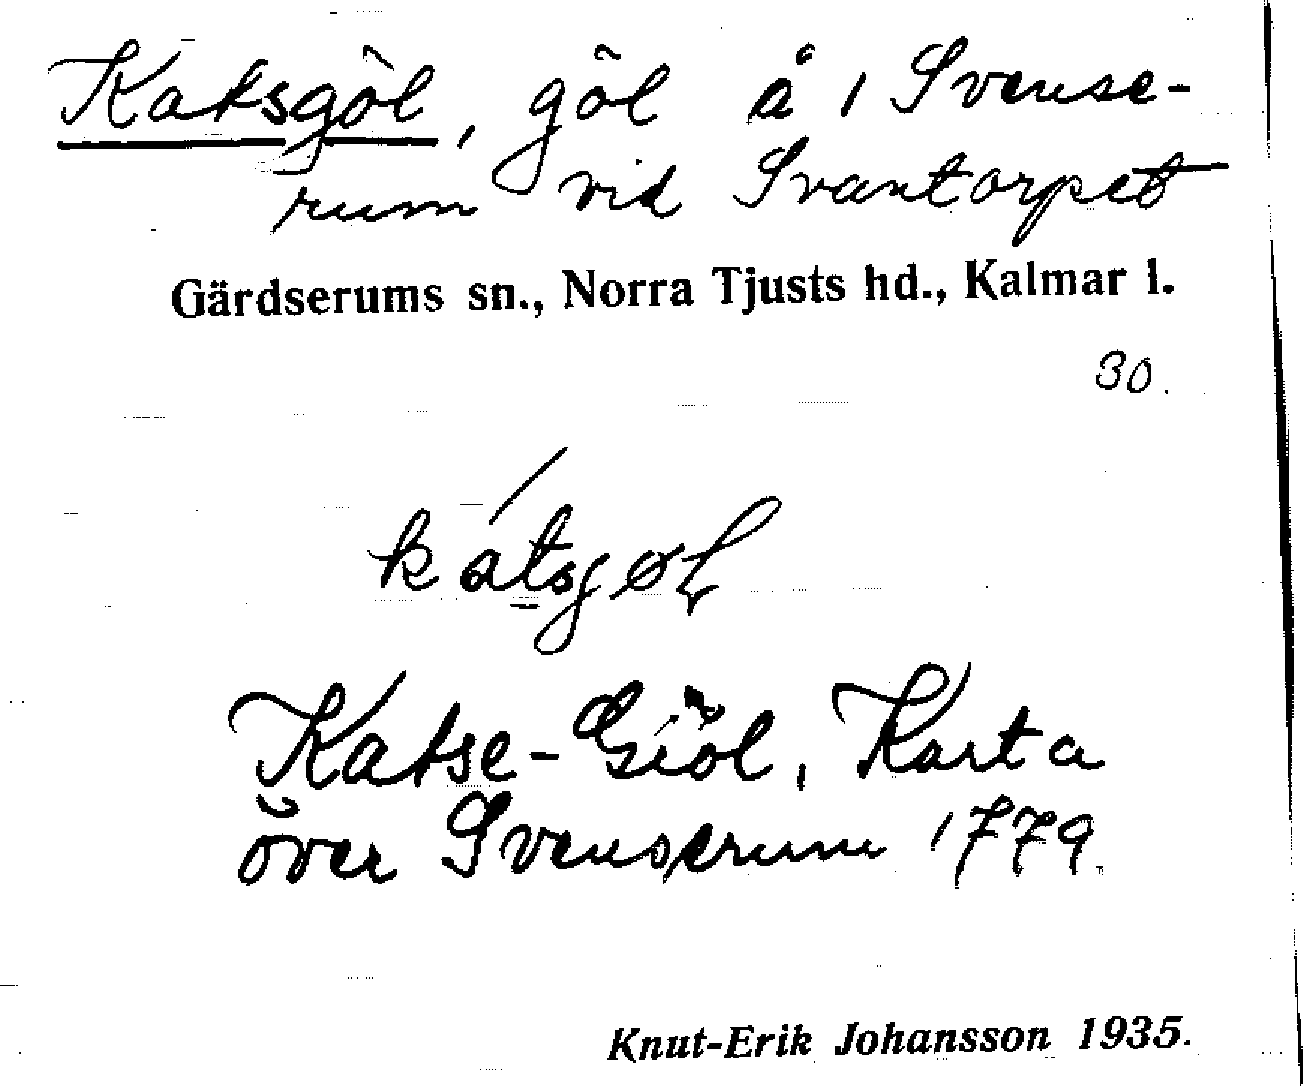 Katsgöl, göl å 1 Svense-
rum vid Svantorpet
Gärdserums sn., Norra Tjusts hd., Kalmar l.
30.
kátsgøl
Katse-Giöl, Karta
över Svenserum 1779.
Knut-Erik Johansson 1935.